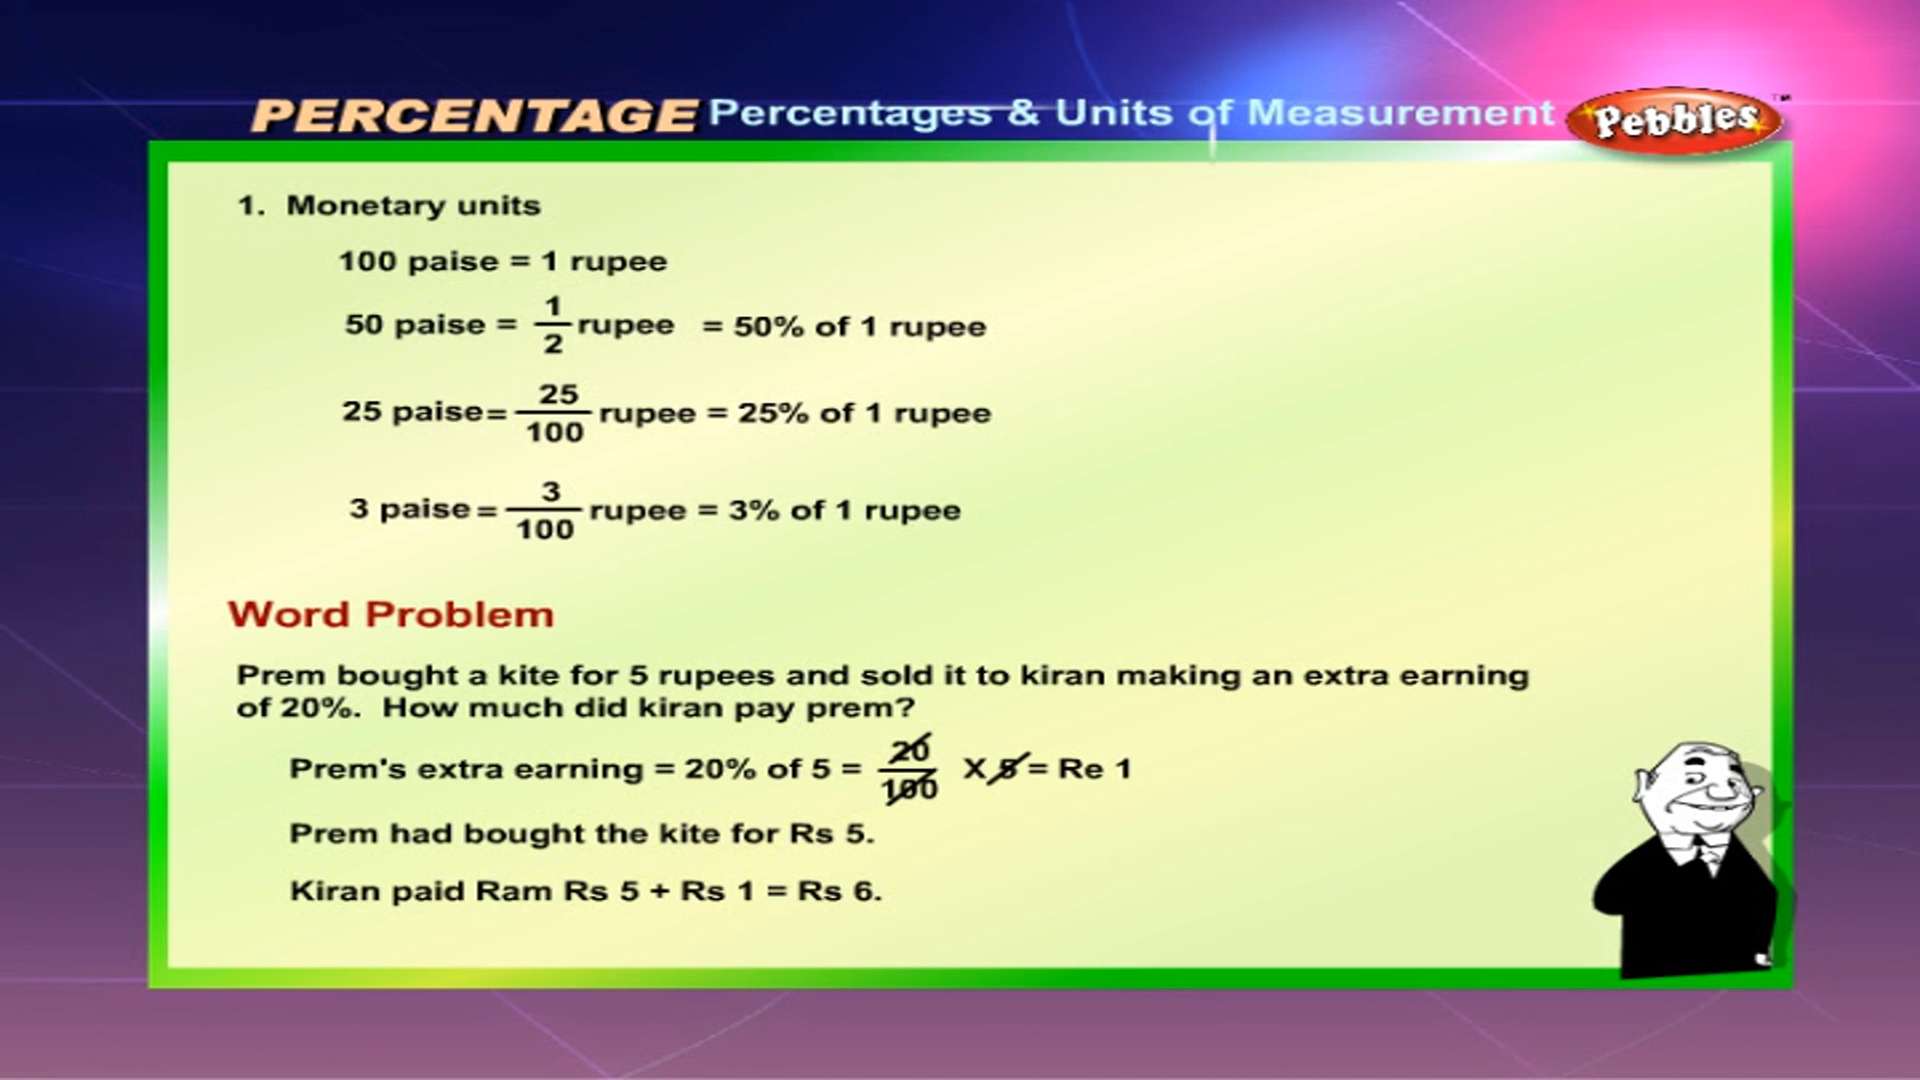 PERCENTAGE Percentages & Units of Measurement Pebbles™
1. Monetary units
100 paise = 1 rupee
50 paise = 1/2 rupee = 50% of 1 rupee
25 paise= 25/100 rupee = 25% of 1 rupee
3 paise= 3/100 rupee = 3% of 1 rupee
Word Problem
Prem bought a kite for 5 rupees and sold it to kiran making an extra earning
of 20%. How much did kiran pay prem?
Prem's extra earning = 20% of 5 = 20/100 X 5 = Re 1
Prem had bought the kite for Rs 5.
Kiran paid Ram Rs 5 + Rs 1 = Rs 6.